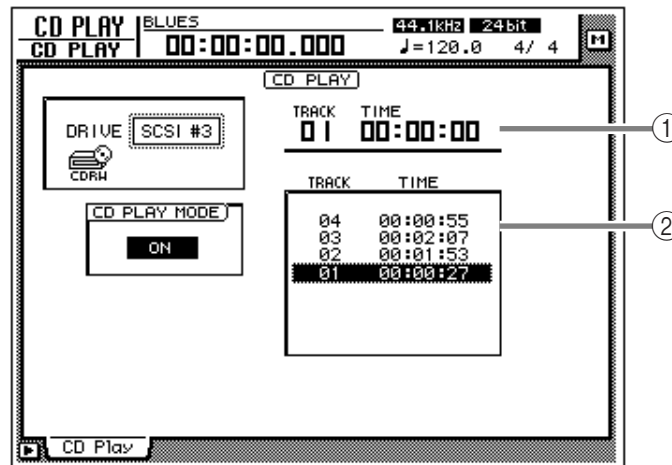 CD PLAY
CD PLAY
BLUES
00:00:00.000
44.1kHz 24bit
♩=120.0 4/ 4
M
CD PLAY
DRIVE SCSI #3
CDRW
CD PLAY MODE
ON
TRACK TIME
01 00:00:00
①
TRACK TIME
04 00:00:55
03 00:02:07
02 00:01:53
01 00:00:27
②
CD Play